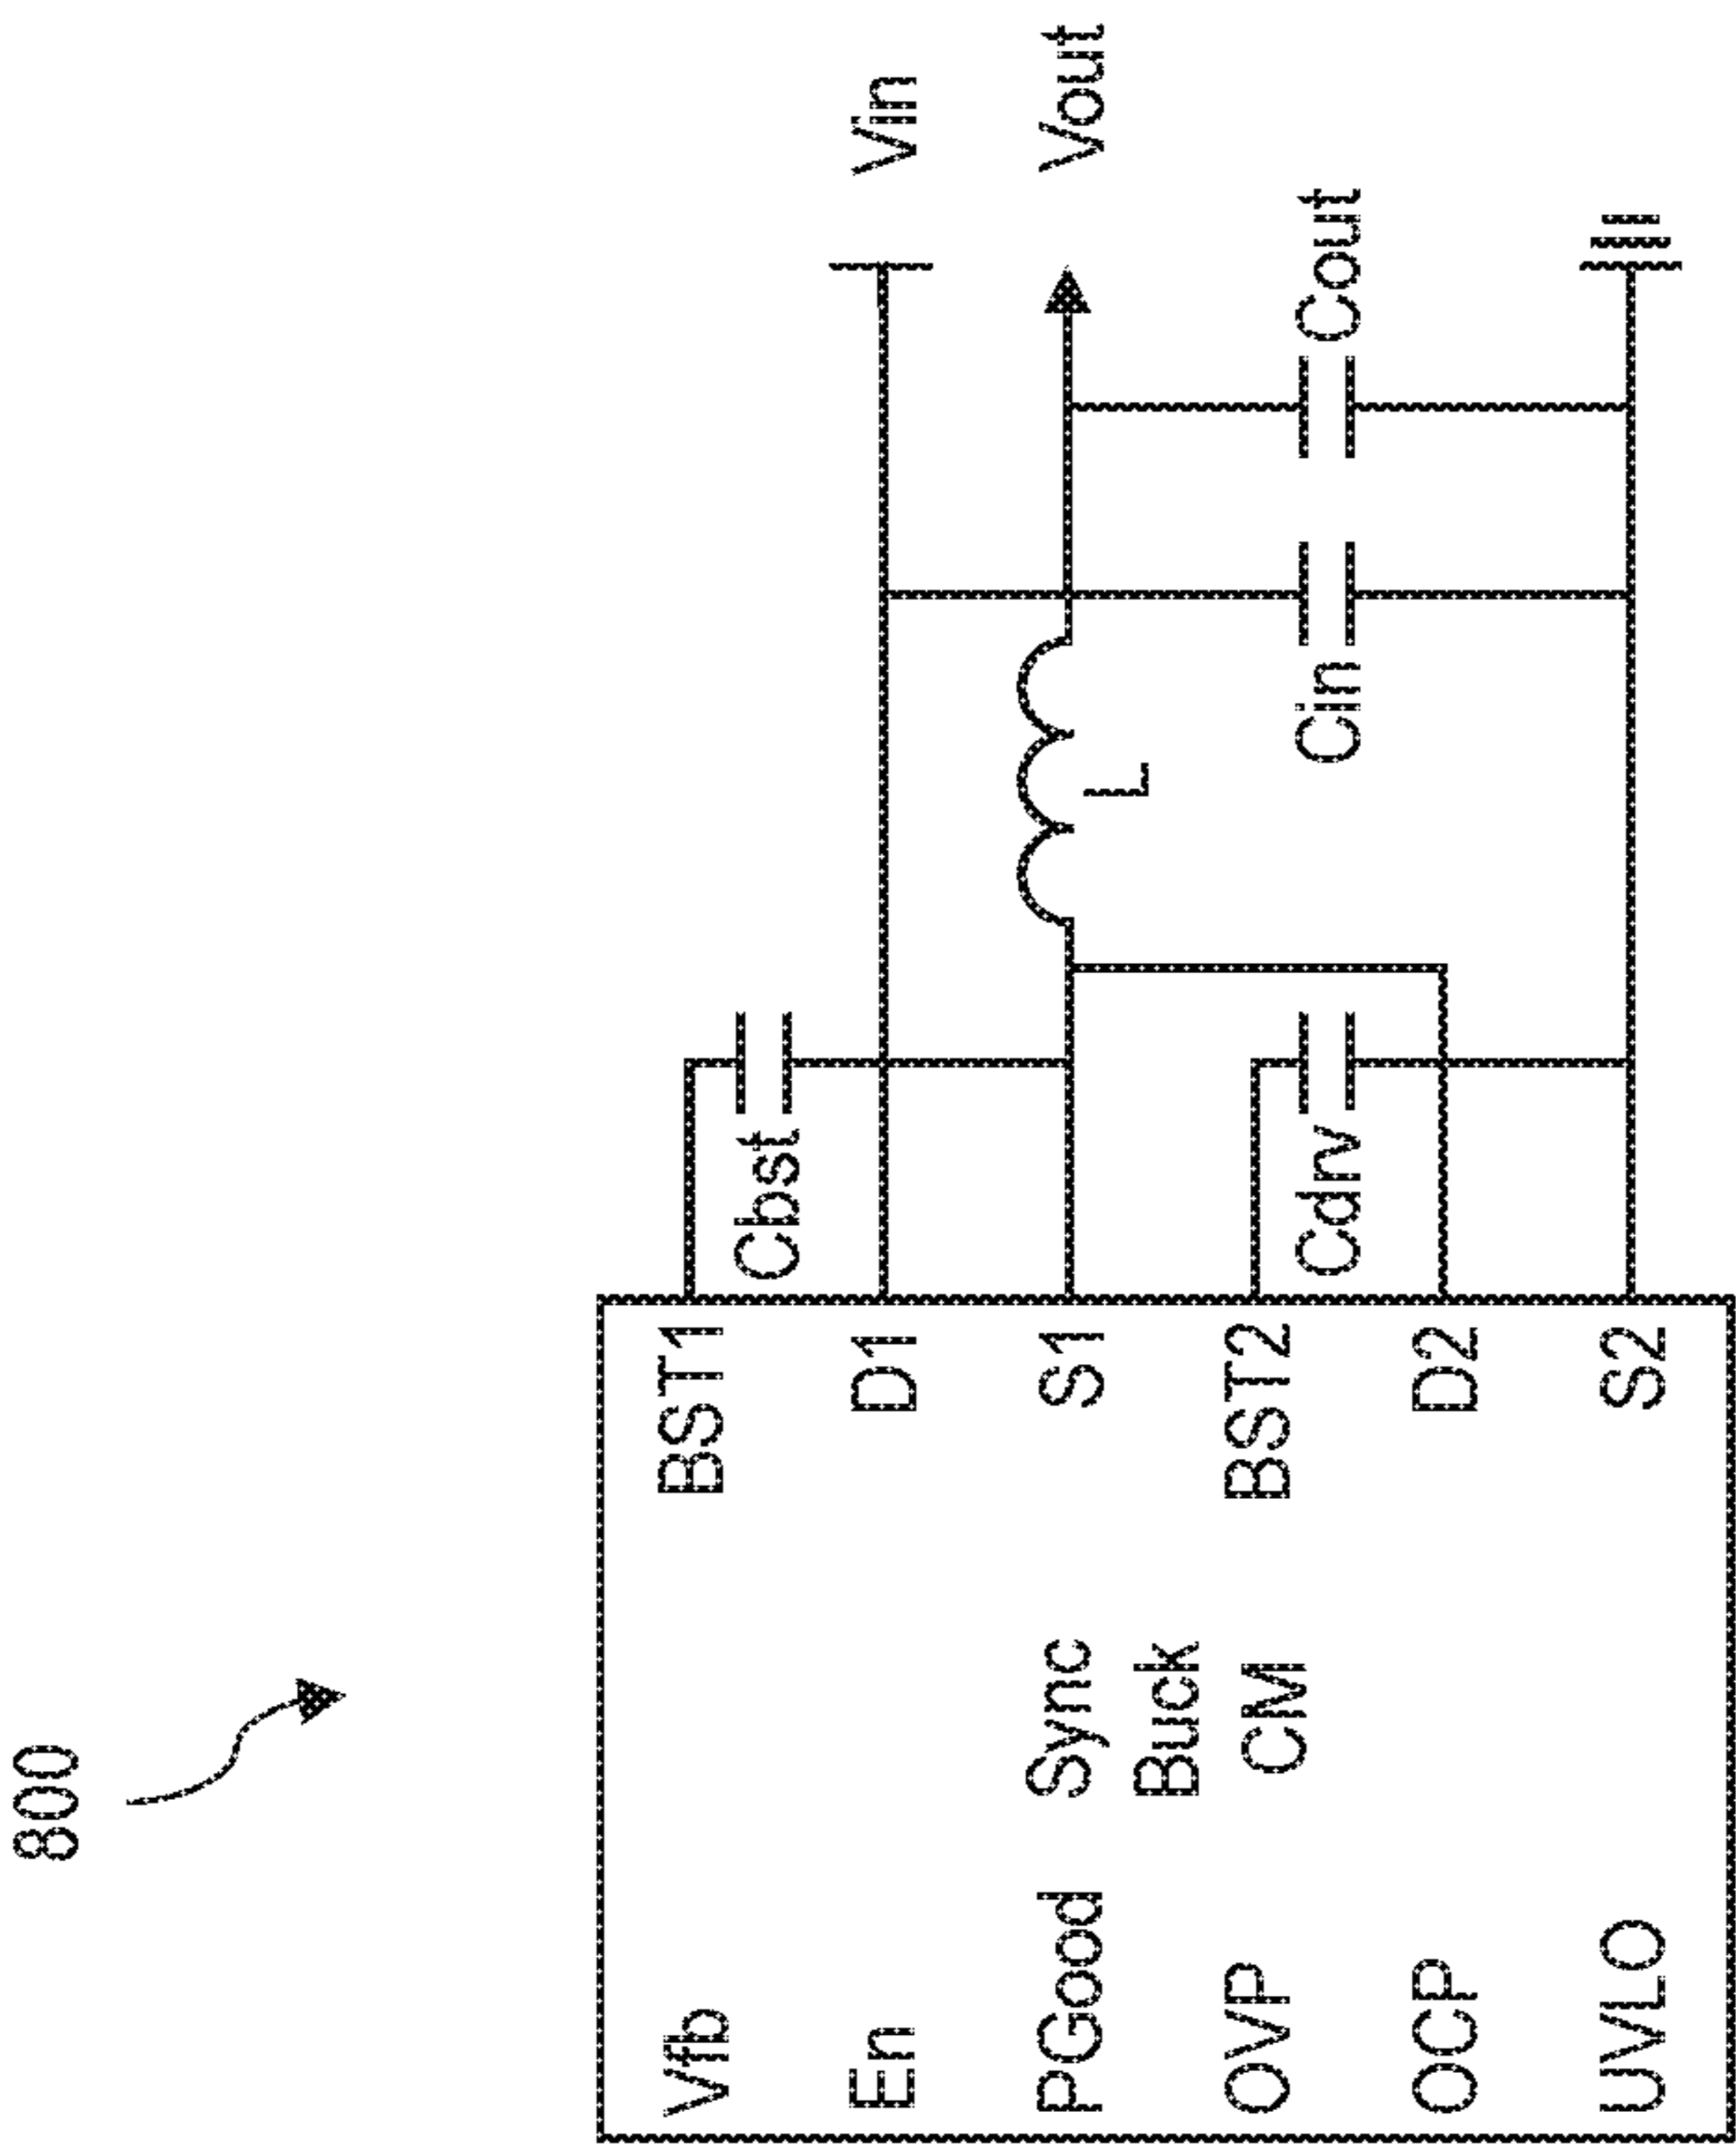 800
Vfb
BST1
Cbst
En
D1
Vin
PGood
Sync
Buck
CM
S1
L
Vout
OVP
BST2
Cdrv
Cin
Cout
OCP
D2
UVLO
S2